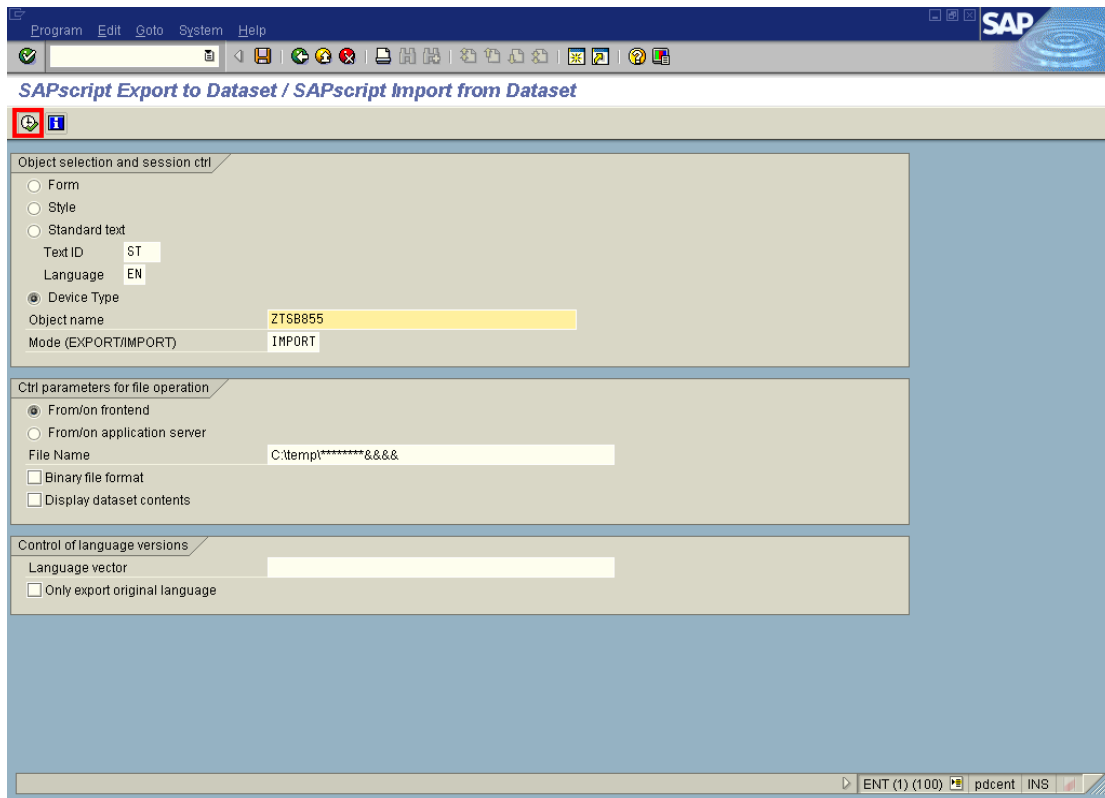 Program Edit Goto System Help
SAP
SAPscript Export to Dataset / SAPscript Import from Dataset
Object selection and session ctrl
Form
Style
Standard text
Text ID ST
Language EN
Device Type
Object name ZTSB855
Mode (EXPORT/IMPORT) IMPORT
Ctrl parameters for file operation
From/on frontend
From/on application server
File Name C:\temp\********&&&&
Binary file format
Display dataset contents
Control of language versions
Language vector
Only export original language
ENT (1) (100) pdcent INS